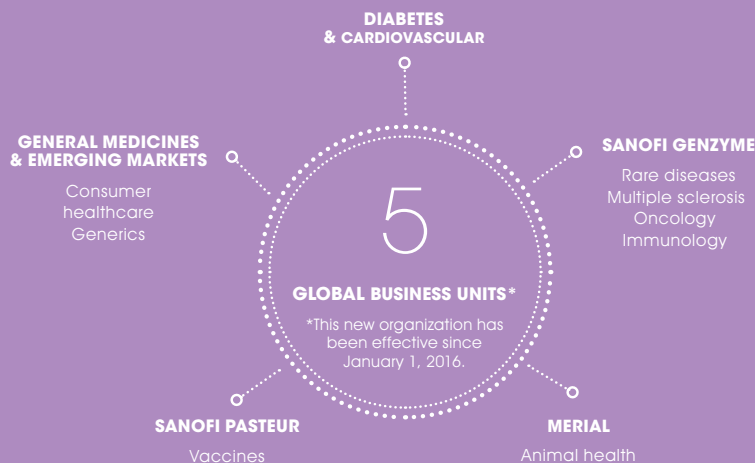 DIABETES
& CARDIOVASCULAR
GENERAL MEDICINES
& EMERGING MARKETS
Consumer
healthcare
Generics
SANOFI GENZYME
Rare diseases
Multiple sclerosis
Oncology
Immunology
5
GLOBAL BUSINESS UNITS*
*This new organization has
been effective since
January 1, 2016.
SANOFI PASTEUR
Vaccines
MERIAL
Animal health